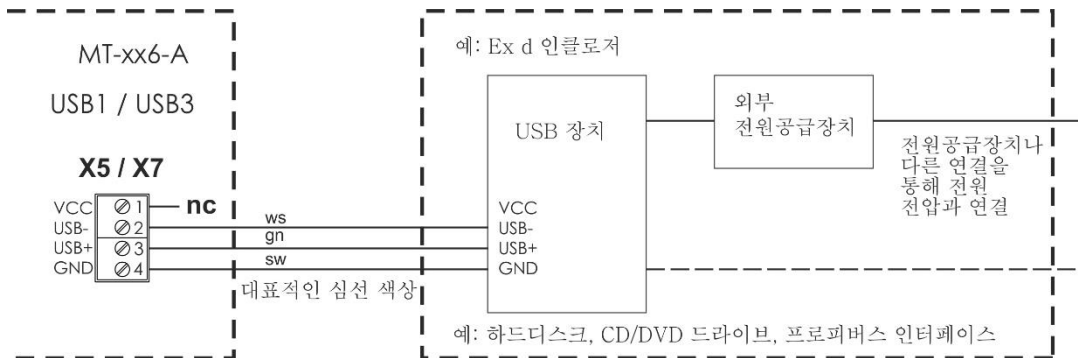 MT-xx6-A
USB1 / USB3
X5 / X7
VCC 1 nc
USB- 2
USB+ 3
GND 4
ws
gn
sw
대표적인 심선 색상
예: Ex d 인클로저
USB 장치
VCC
USB-
USB+
GND
외부
전원공급장치
전원공급장치나
다른 연결을
통해 전원
전압과 연결
예: 하드디스크, CD/DVD 드라이브, 프로피버스 인터페이스